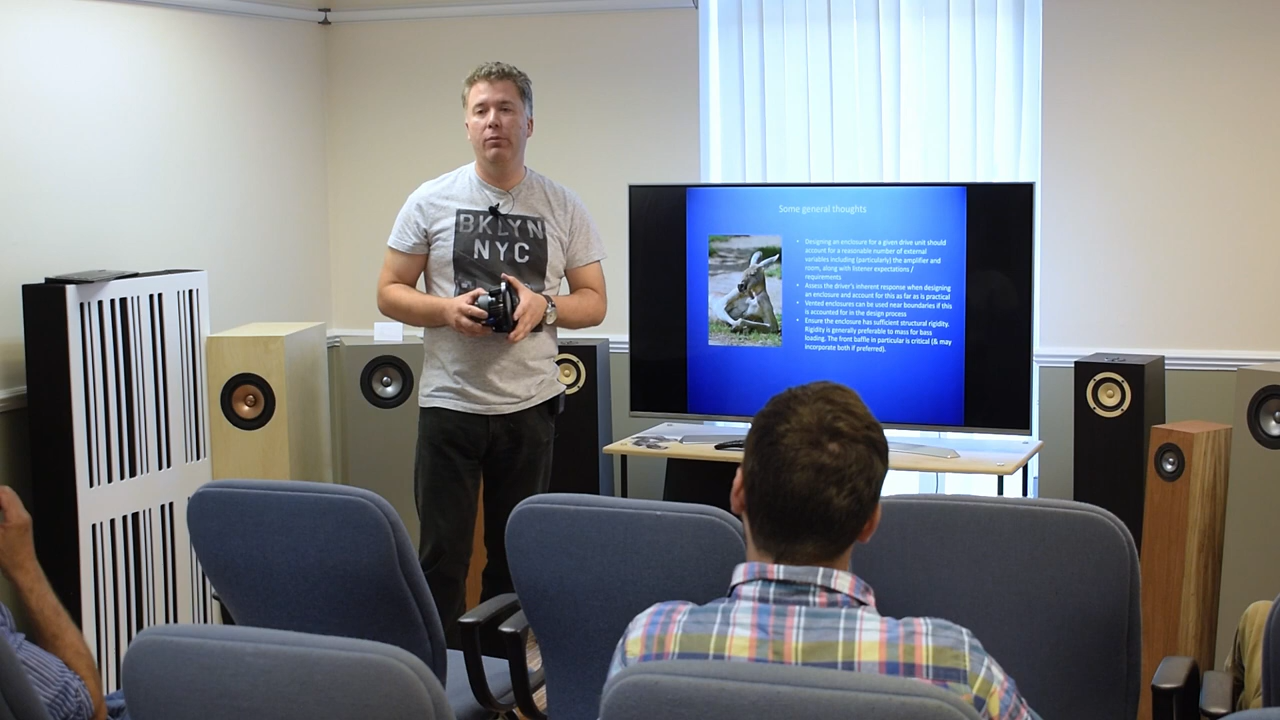 BKLYN
NYC
Some general thoughts
• Designing an enclosure for a given drive unit should
account for a reasonable number of external
variables including (particularly) the amplifier and
room, along with listener expectations /
requirements
• Assess the driver's inherent response when designing
an enclosure and account for this as far as is practical
• Vented enclosures can be used near boundaries if this
is accounted for in the design process
• Ensure the enclosure has sufficient structural rigidity.
Rigidity is generally preferable to mass for bass
loading. The front baffle in particular is critical (& may
incorporate both if preferred).